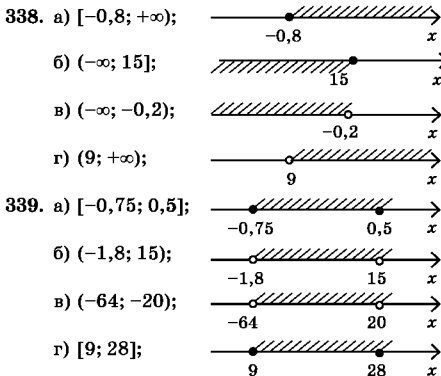 338. а) [−0,8; +∞);
−0,8 x
б) (−∞; 15];
15 x
в) (−∞; −0,2);
−0,2 x
г) (9; +∞);
9 x
339. а) [−0,75; 0,5];
−0,75 0,5 x
б) (−1,8; 15);
−1,8 15 x
в) (−64; −20);
−64 20 x
г) [9; 28];
9 28 x